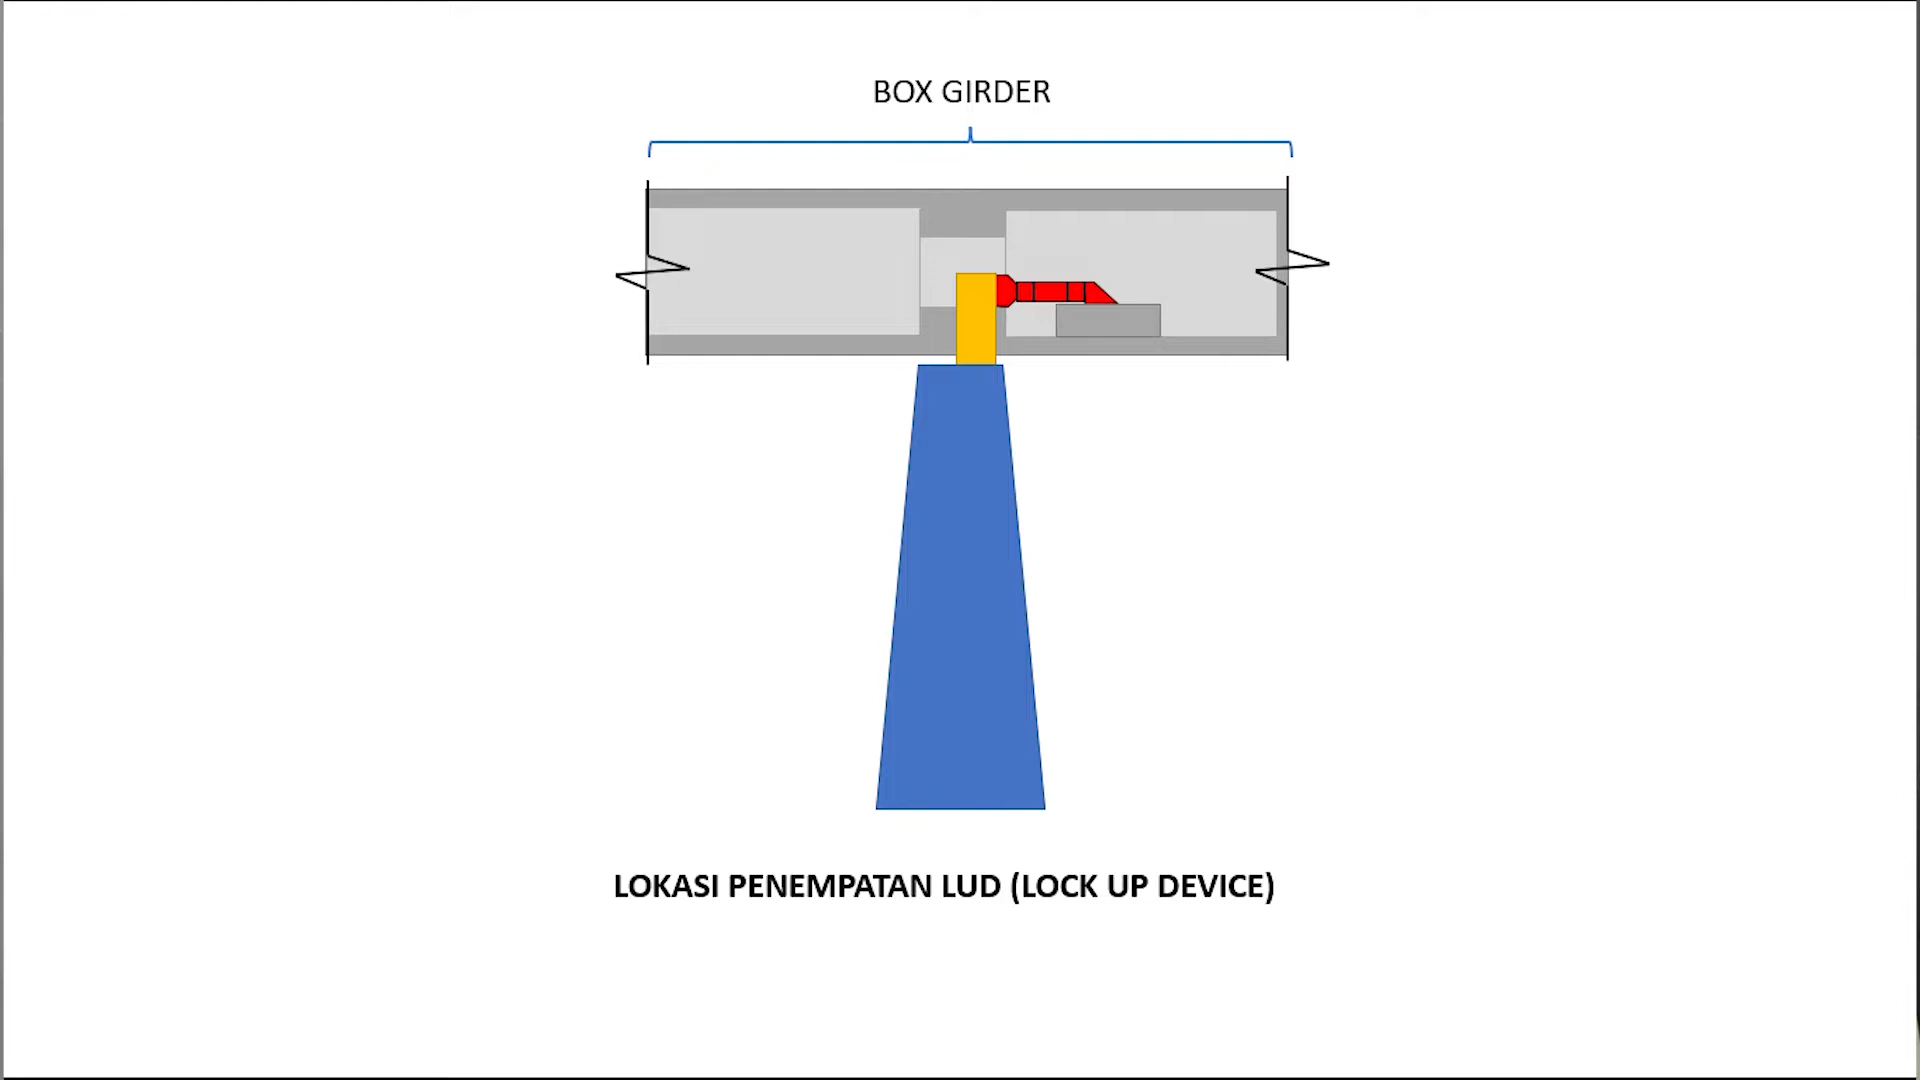 BOX GIRDER
LOKASI PENEMPATAN LUD (LOCK UP DEVICE)